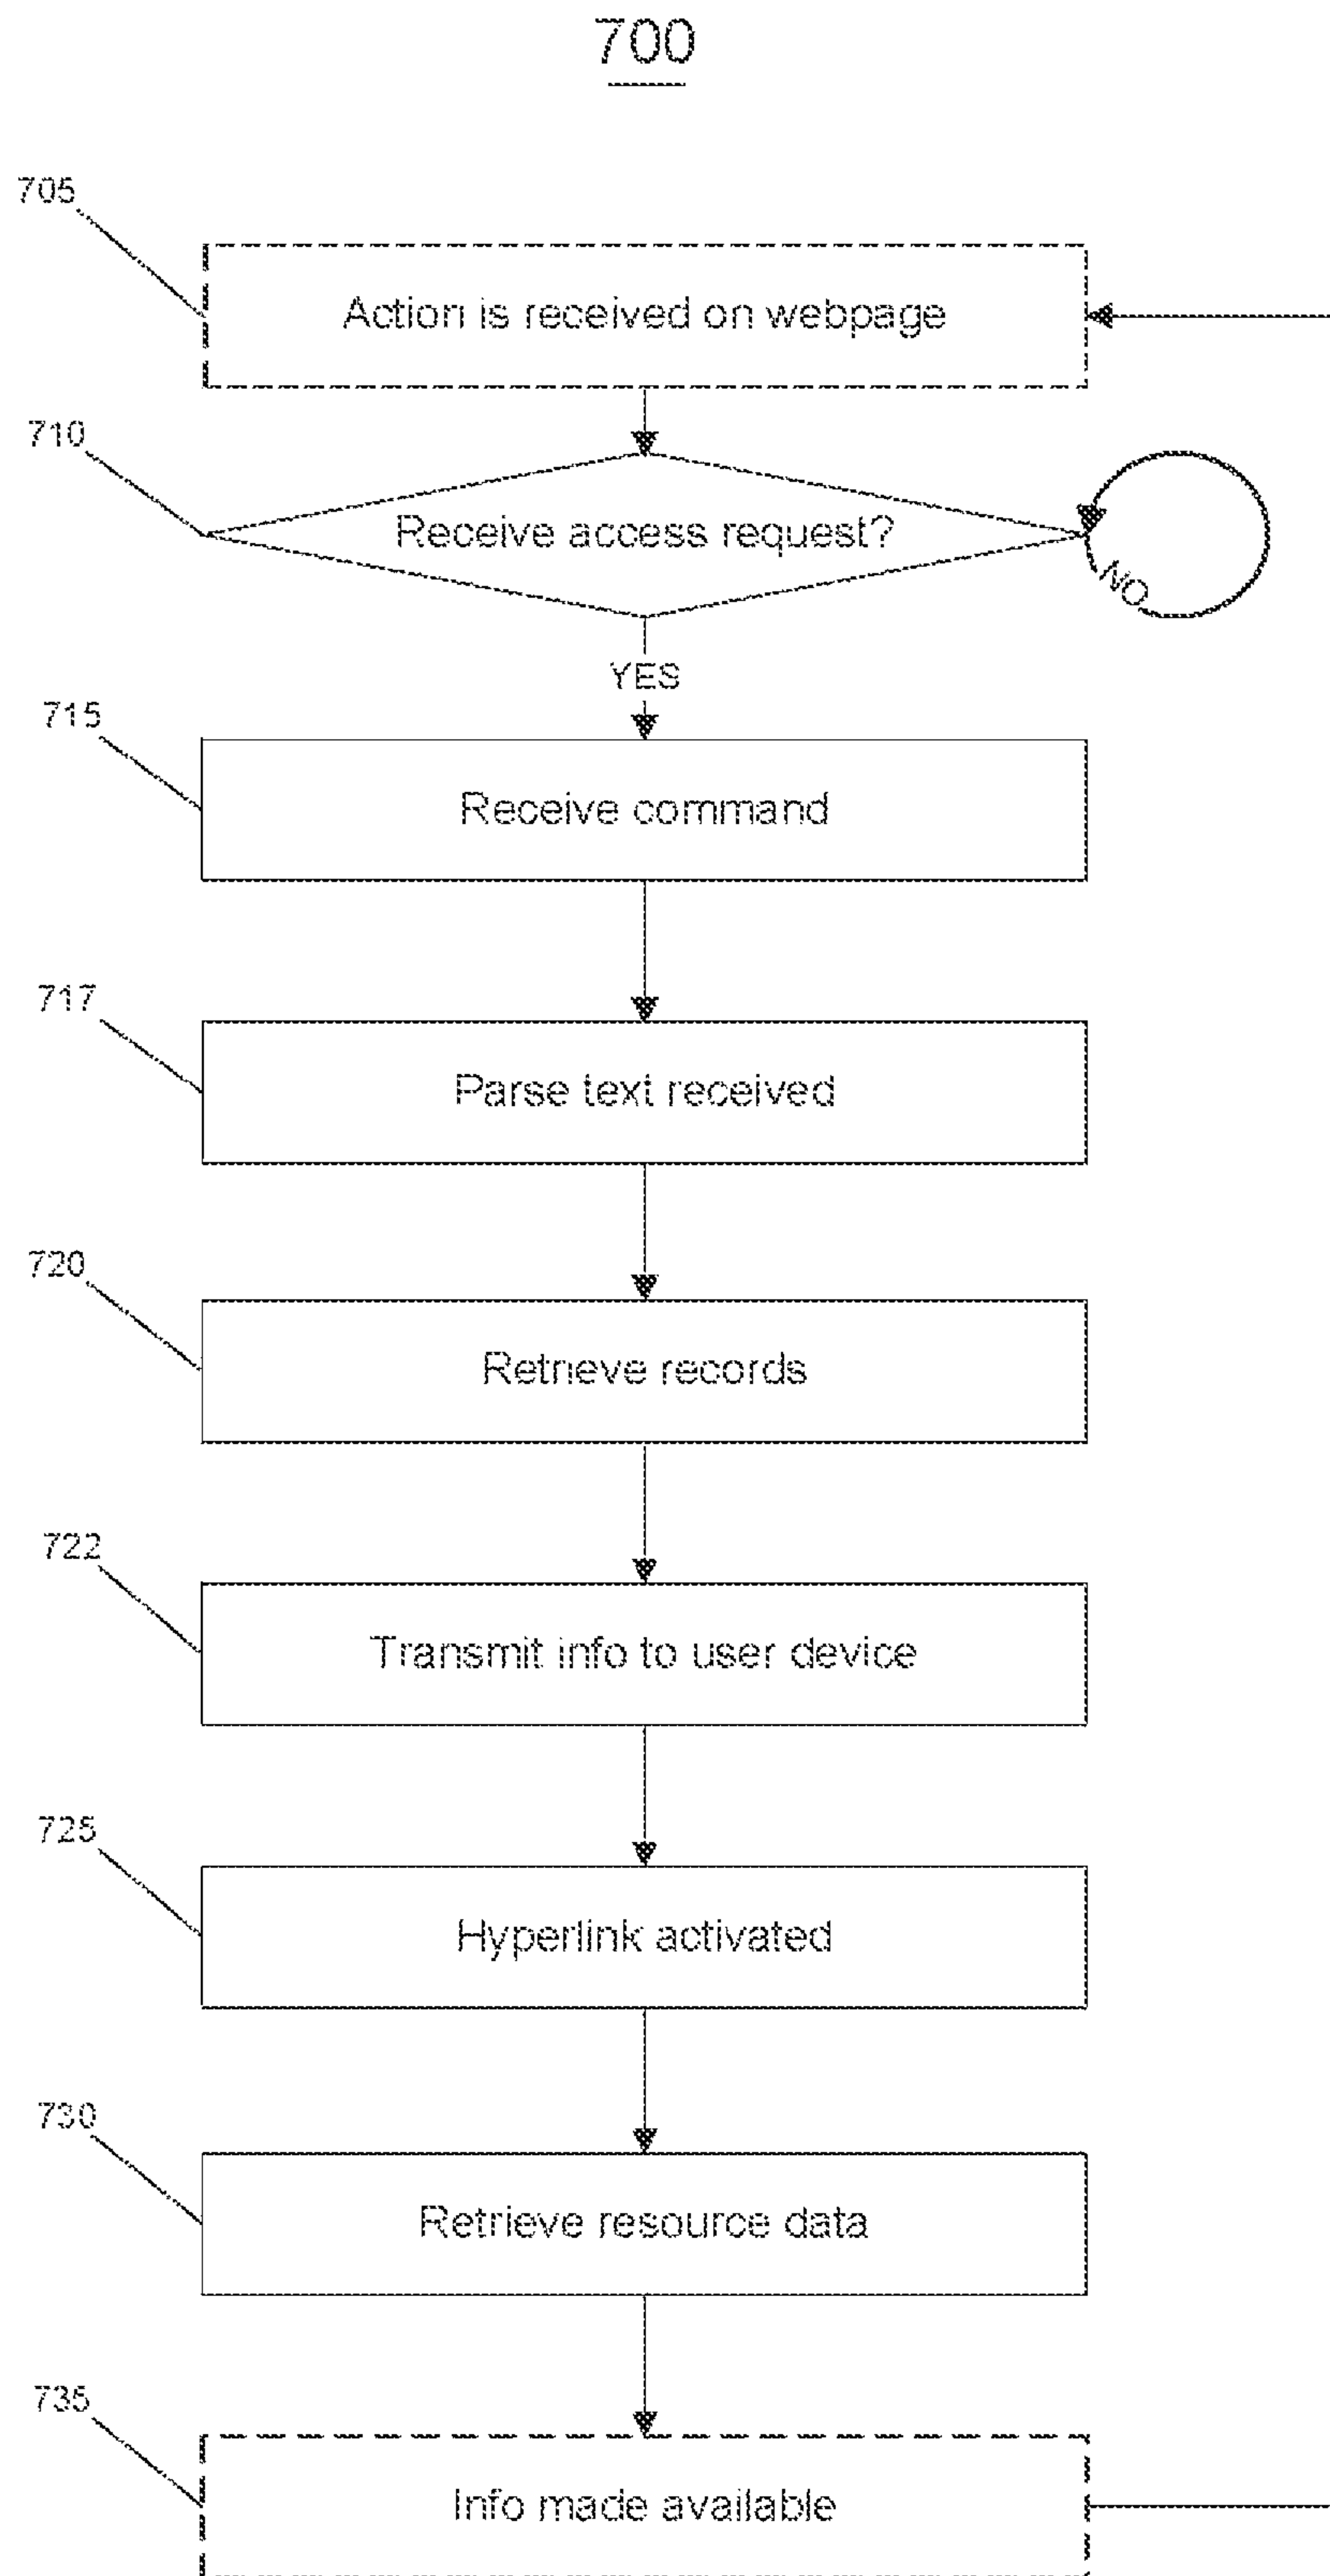 700
705
Action is received on webpage
710
Receive access request?
NO
YES
715
Receive command
717
Parse text received
720
Retrieve records
722
Transmit info to user device
725
Hyperlink activated
730
Retrieve resource data
735
Info made available